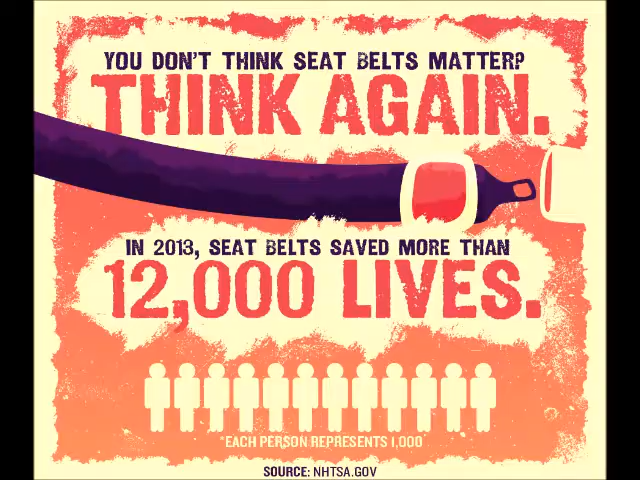 YOU DON'T THINK SEAT BELTS MATTER?
THINK AGAIN.
IN 2013, SEAT BELTS SAVED MORE THAN
12,000 LIVES.
*EACH PERSON REPRESENTS 1,000
SOURCE: NHTSA.GOV